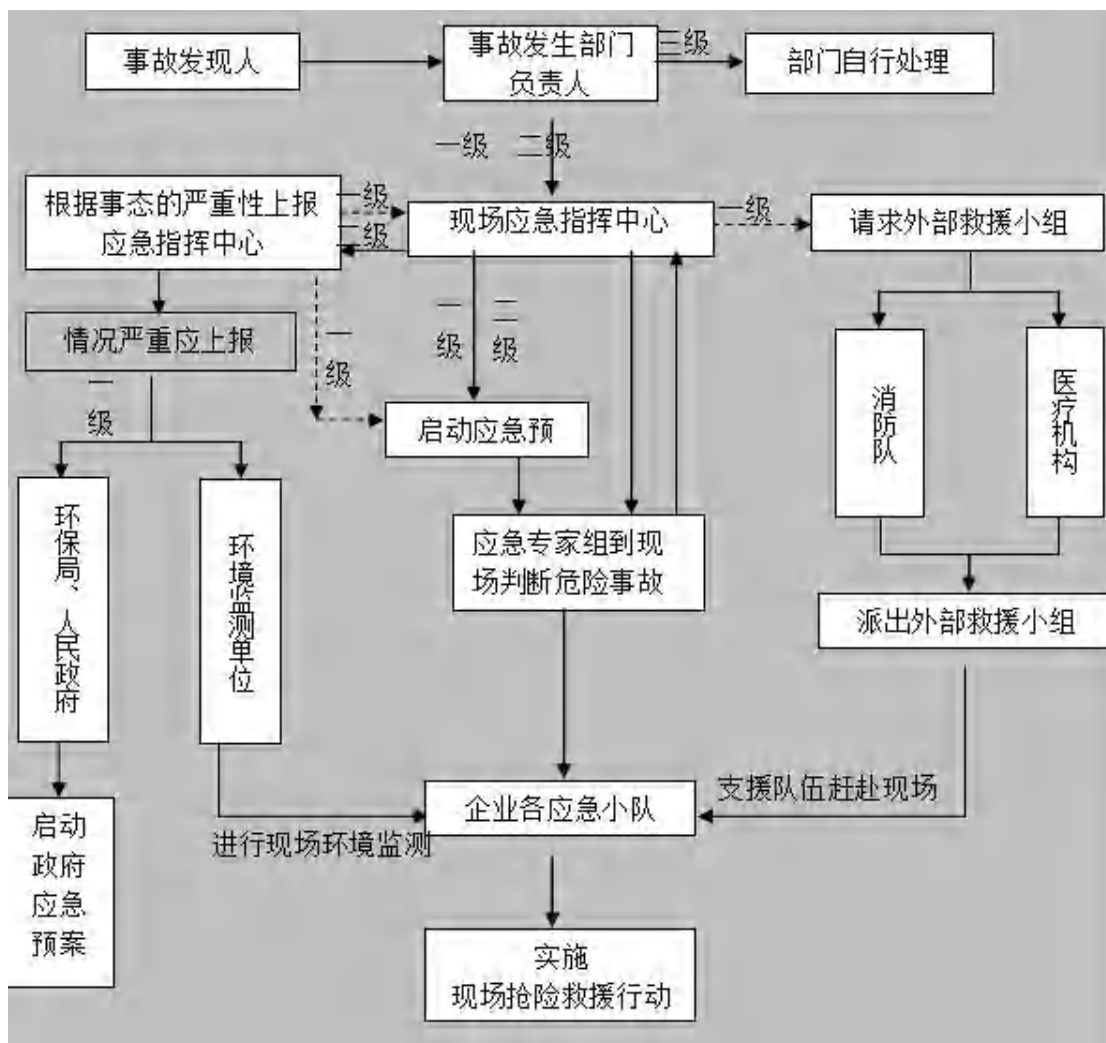 事故发现人
事故发生部门
负责人
三级
部门自行处理
一级
二级
根据事态的严重性上报
应急指挥中心
一级
一级
现场应急指挥中心
一级
请求外部救援小组
情况严重应上报
一级
一级
一级
二级
消防队
医疗机构
启动应急预
环保局、人民政府
环境监测单位
应急专家组到现
场判断危险事故
派出外部救援小组
企业各应急小队
支援队伍赶赴现场
进行现场环境监测
启动
政府
应急
预案
实施
现场抢险救援行动